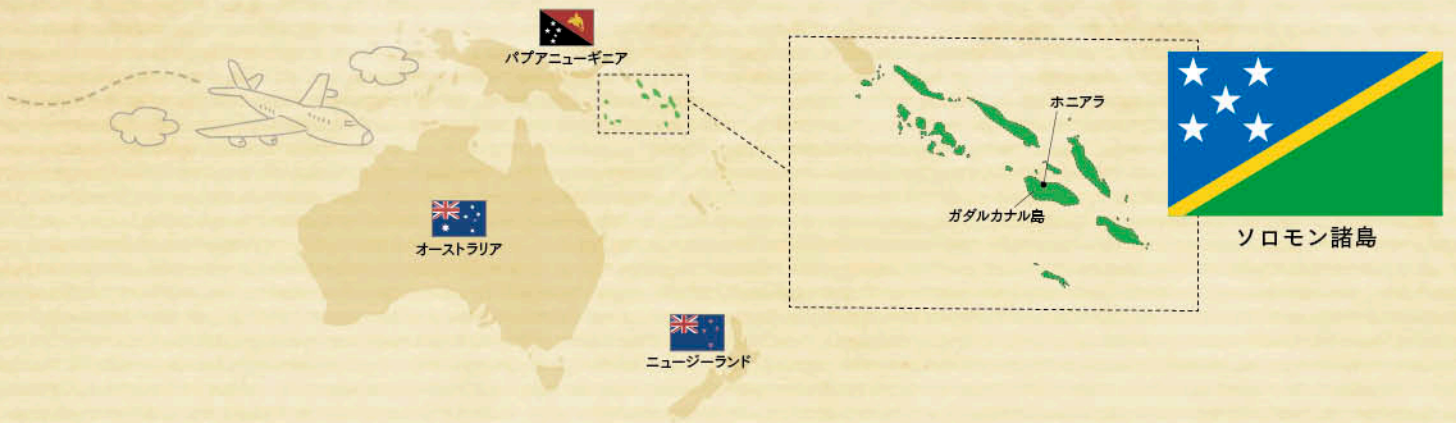 パプアニューギニア
ホニアラ
ガダルカナル島
ソロモン諸島
オーストラリア
ニュージーランド